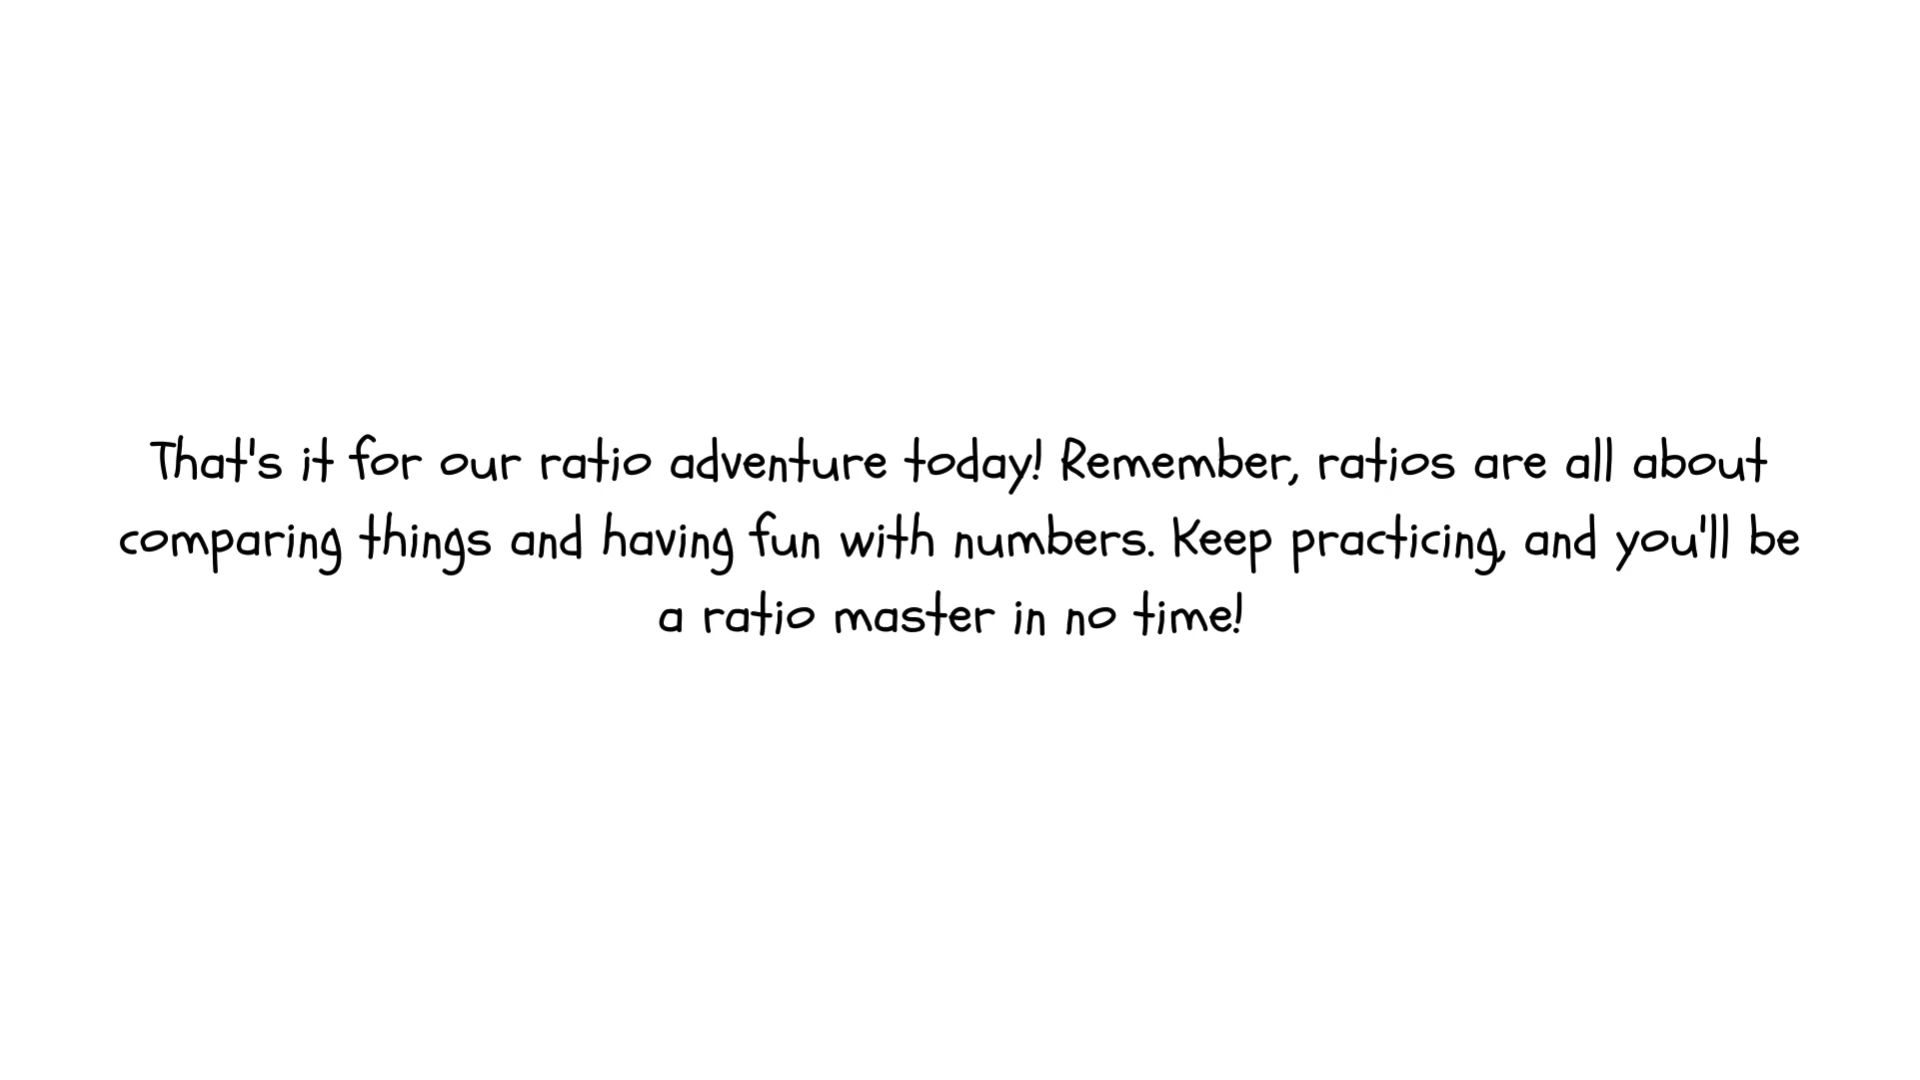 That's it for our ratio adventure today! Remember, ratios are all about
comparing things and having fun with numbers. Keep practicing, and you'll be
a ratio master in no time!